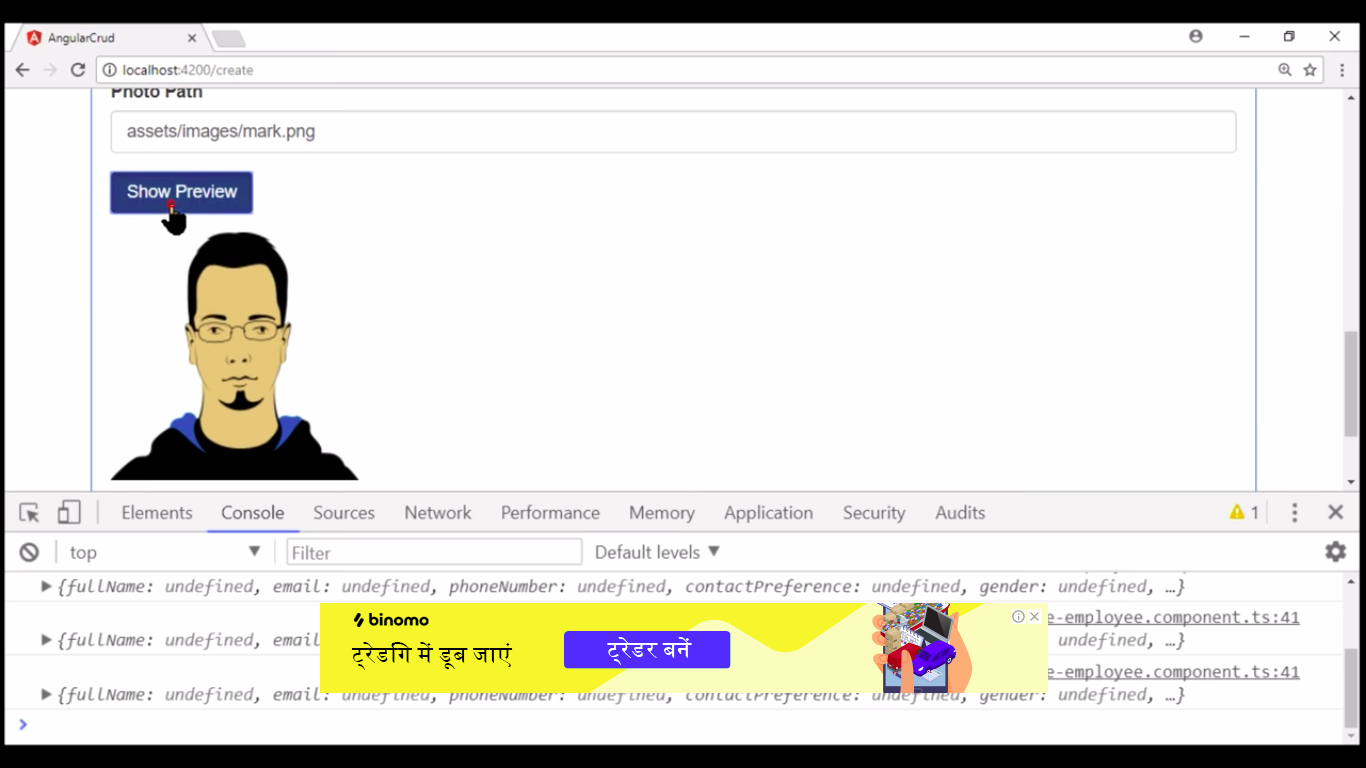 AngularCrud
localhost:4200/create
Photo Path
assets/images/mark.png
Show Preview
Elements Console Sources Network Performance Memory Application Security Audits 1
top Filter Default levels
{fullName: undefined, email: undefined, phoneNumber: undefined, contactPreference: undefined, gender: undefined, …}
e-employee.component.ts:41
{fullName: undefined, email undefined, …}
e-employee.component.ts:41
{fullName: undefined, email: undefined, phoneNumber: undefined, contactPreference: undefined, gender: undefined, …}
binomo
ट्रेडगि में डूब जाएं
ट्रेडर बनें